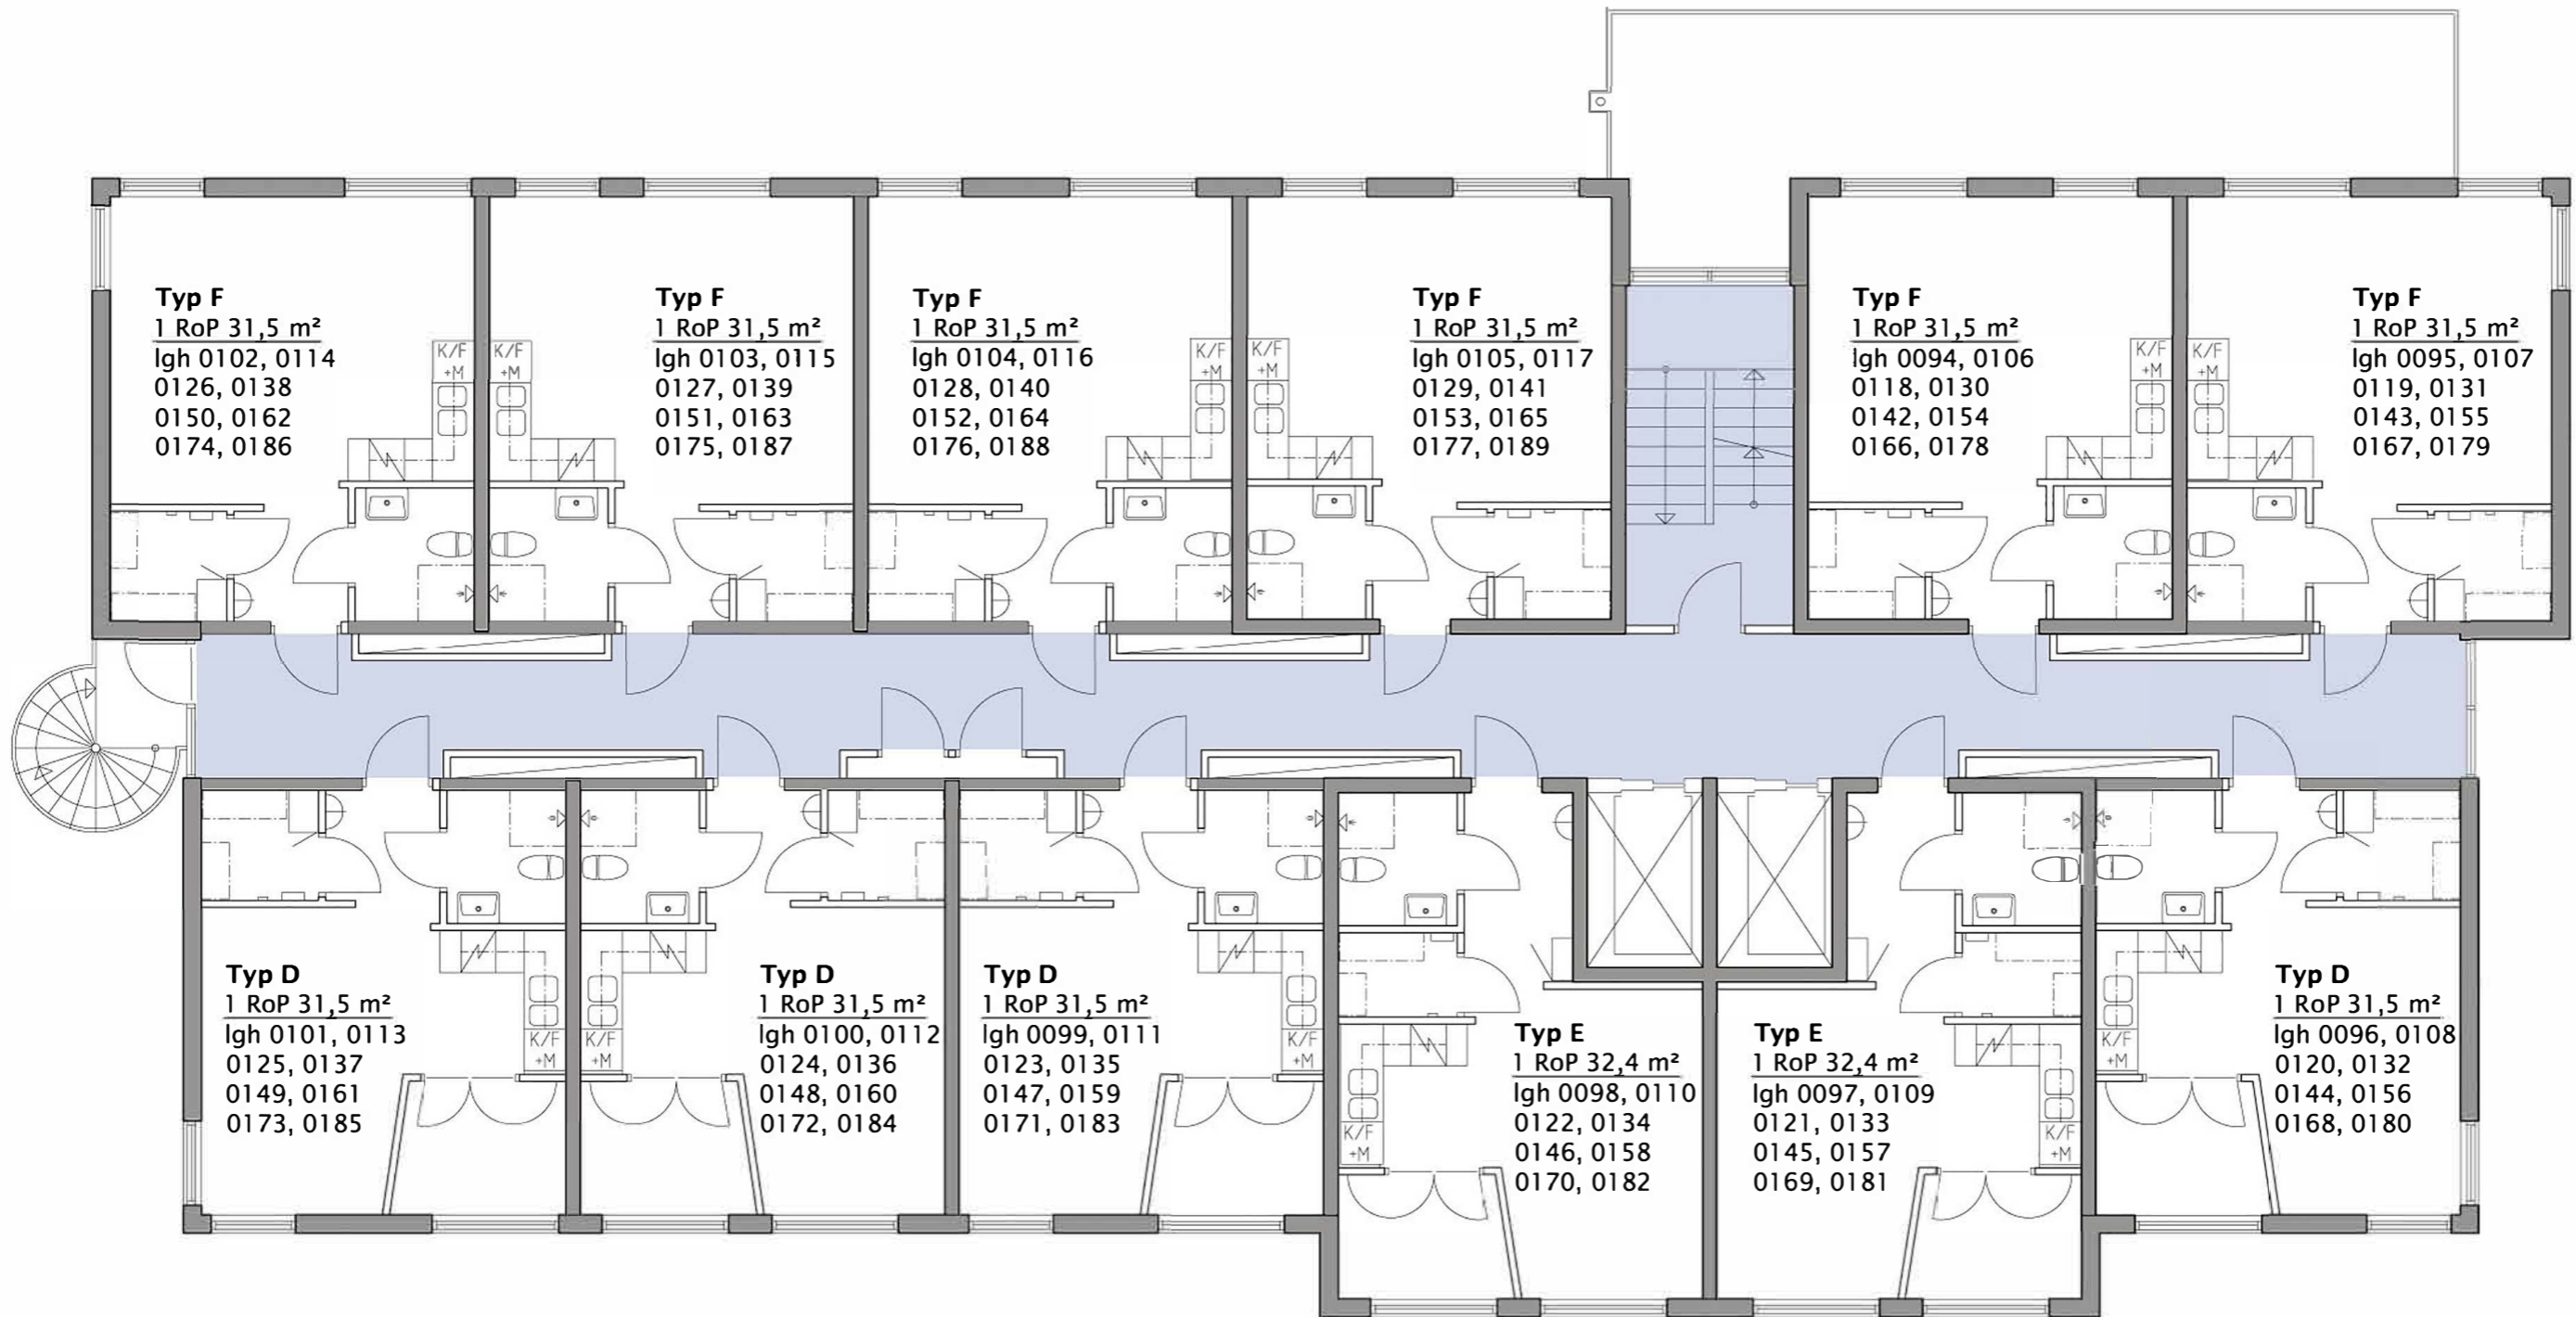 Typ F
1 RoP 31,5 m²
lgh 0102, 0114
0126, 0138
0150, 0162
0174, 0186
K/F
+M
K/F
+M
Typ F
1 RoP 31,5 m²
lgh 0103, 0115
0127, 0139
0151, 0163
0175, 0187
Typ F
1 RoP 31,5 m²
lgh 0104, 0116
0128, 0140
0152, 0164
0176, 0188
K/F
+M
K/F
+M
Typ F
1 RoP 31,5 m²
lgh 0105, 0117
0129, 0141
0153, 0165
0177, 0189
Typ F
1 RoP 31,5 m²
lgh 0094, 0106
0118, 0130
0142, 0154
0166, 0178
K/F
+M
K/F
+M
Typ F
1 RoP 31,5 m²
lgh 0095, 0107
0119, 0131
0143, 0155
0167, 0179
Typ D
1 RoP 31,5 m²
lgh 0101, 0113
0125, 0137
0149, 0161
0173, 0185
K/F
+M
K/F
+M
Typ D
1 RoP 31,5 m²
lgh 0100, 0112
0124, 0136
0148, 0160
0172, 0184
Typ D
1 RoP 31,5 m²
lgh 0099, 0111
0123, 0135
0147, 0159
0171, 0183
K/F
+M
K/F
+M
Typ E
1 RoP 32,4 m²
lgh 0098, 0110
0122, 0134
0146, 0158
0170, 0182
Typ E
1 RoP 32,4 m²
lgh 0097, 0109
0121, 0133
0145, 0157
0169, 0181
K/F
+M
K/F
+M
Typ D
1 RoP 31,5 m²
lgh 0096, 0108
0120, 0132
0144, 0156
0168, 0180